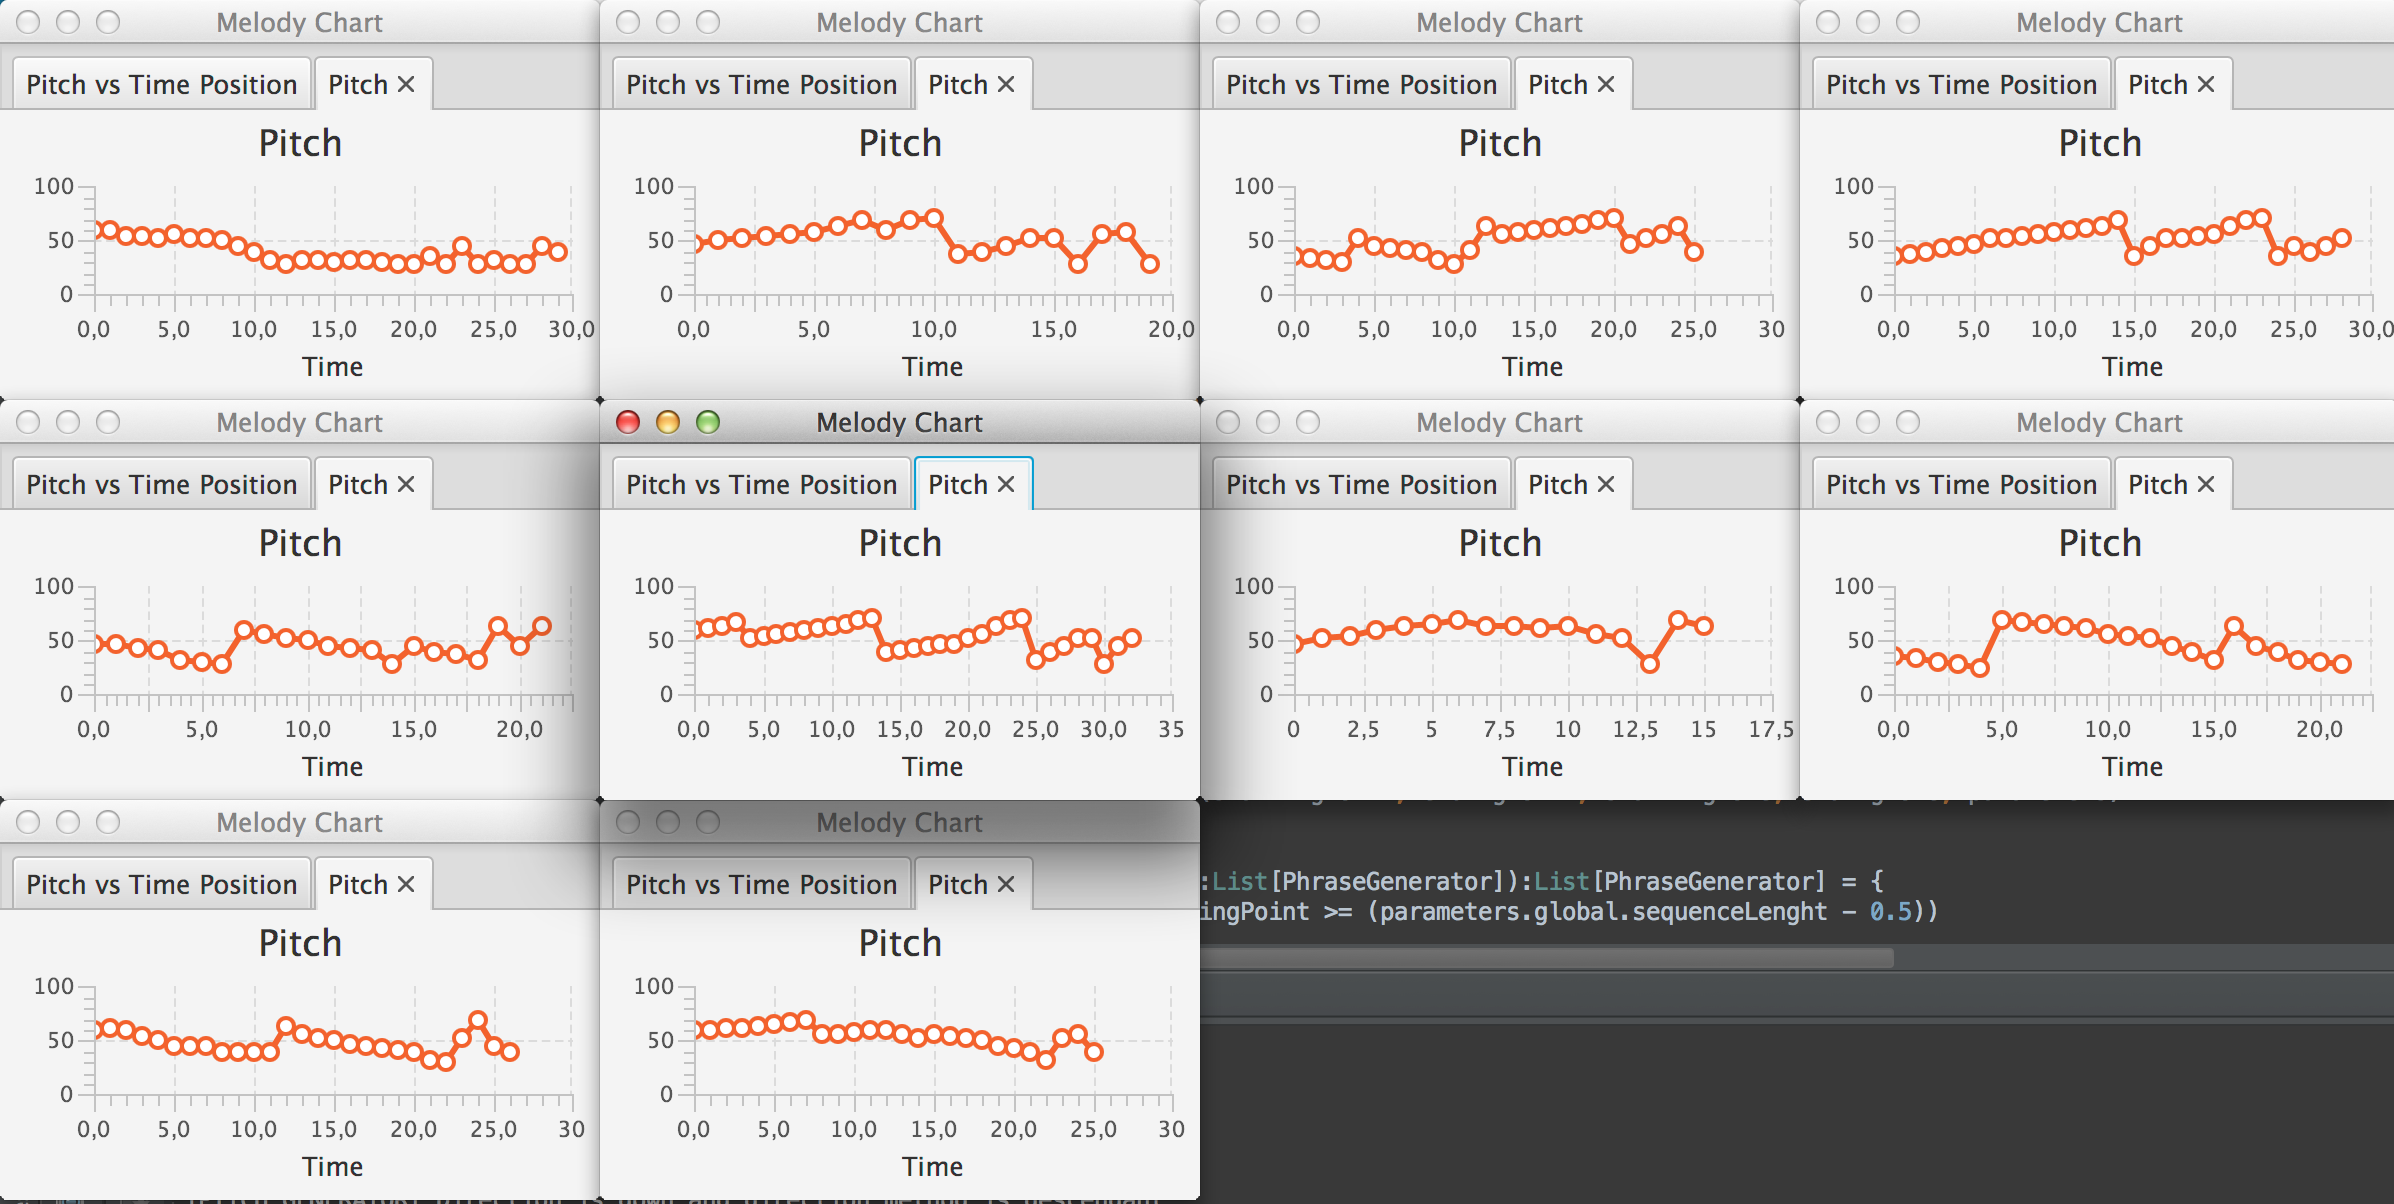 Melody Chart
Pitch vs Time Position Pitch ×
Pitch
100
50
0
0,0 5,0 10,0 15,0 20,0 25,0 30,0
Time
Melody Chart
Pitch vs Time Position Pitch ×
Pitch
100
50
0
0,0 5,0 10,0 15,0 20,0
Time
Melody Chart
Pitch vs Time Position Pitch ×
Pitch
100
50
0
0,0 5,0 10,0 15,0 20,0 25,0 30
Time
Melody Chart
Pitch vs Time Position Pitch ×
Pitch
100
50
0
0,0 5,0 10,0 15,0 20,0 25,0 30,0
Time
Melody Chart
Pitch vs Time Position Pitch ×
Pitch
100
50
0
0,0 5,0 10,0 15,0 20,0
Time
Melody Chart
Pitch vs Time Position Pitch ×
Pitch
100
50
0
0,0 5,0 10,0 15,0 20,0 25,0 30,0 35
Time
Melody Chart
Pitch vs Time Position Pitch ×
Pitch
100
50
0
0 2,5 5 7,5 10 12,5 15 17,5
Time
Melody Chart
Pitch vs Time Position Pitch ×
Pitch
100
50
0
0,0 5,0 10,0 15,0 20,0
Time
Melody Chart
Pitch vs Time Position Pitch ×
Pitch
100
50
0
0,0 5,0 10,0 15,0 20,0 25,0 30
Time
Melody Chart
Pitch vs Time Position Pitch ×
Pitch
100
50
0
0,0 5,0 10,0 15,0 20,0 25,0 30
Time
:List[PhraseGenerator]):List[PhraseGenerator] = {
ingPoint >= (parameters.global.sequenceLenght - 0.5))